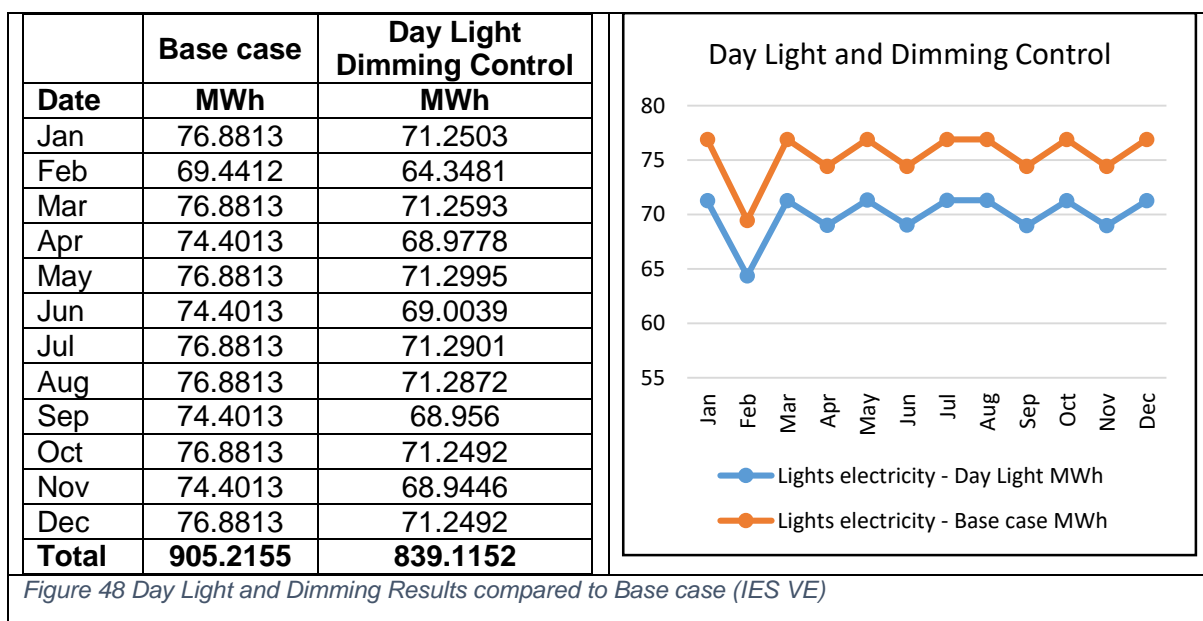 Base case Day Light
Dimming Control
Date MWh MWh
Jan 76.8813 71.2503
Feb 69.4412 64.3481
Mar 76.8813 71.2593
Apr 74.4013 68.9778
May 76.8813 71.2995
Jun 74.4013 69.0039
Jul 76.8813 71.2901
Aug 76.8813 71.2872
Sep 74.4013 68.956
Oct 76.8813 71.2492
Nov 74.4013 68.9446
Dec 76.8813 71.2492
Total 905.2155 839.1152
Day Light and Dimming Control
80
75
70
65
60
55
Jan Feb Mar Apr May Jun Jul Aug Sep Oct Nov Dec
Lights electricity - Day Light MWh
Lights electricity - Base case MWh
Figure 48 Day Light and Dimming Results compared to Base case (IES VE)